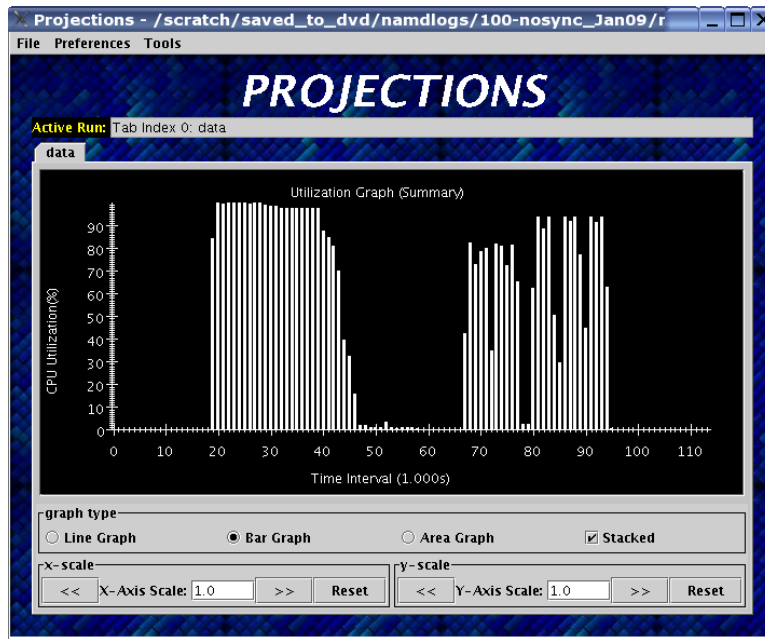 Projections - /scratch/saved_to_dvd/namdlogs/100-nosync_Jan09/r
File Preferences Tools
PROJECTIONS
Active Run: Tab Index 0: data
data
Utilization Graph (Summary)
CPU Utilization(%)
90
80
70
60
50
40
30
20
10
0
0 10 20 30 40 50 60 70 80 90 100 110
Time Interval (1.000s)
graph type
Line Graph Bar Graph Area Graph Stacked
x-scale y-scale
<< X-Axis Scale: 1.0 >> Reset << Y-Axis Scale: 1.0 >> Reset